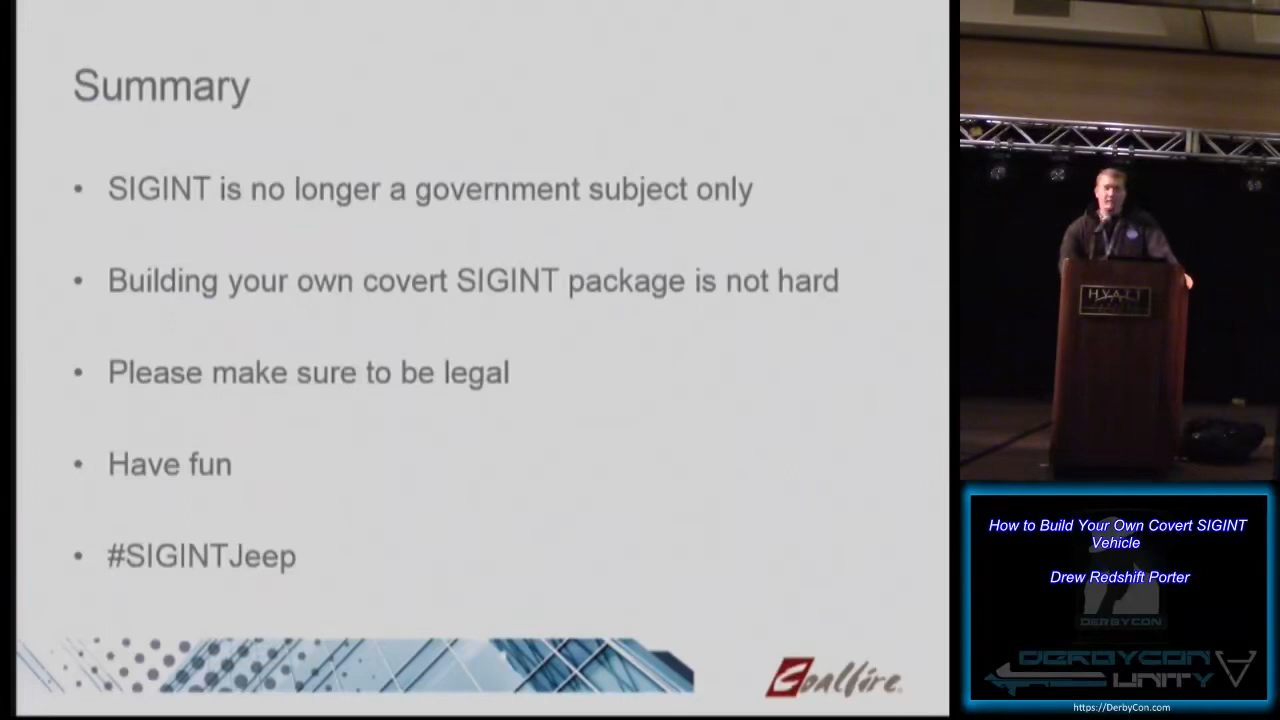 Summary
• SIGINT is no longer a government subject only
• Building your own covert SIGINT package is not hard
• Please make sure to be legal
• Have fun
• #SIGINTJeep
Coalfire
HYATT
How to Build Your Own Covert SIGINT
Vehicle
Drew Redshift Porter
DERBYCON
DERBYCON
UNITY
https://DerbyCon.com